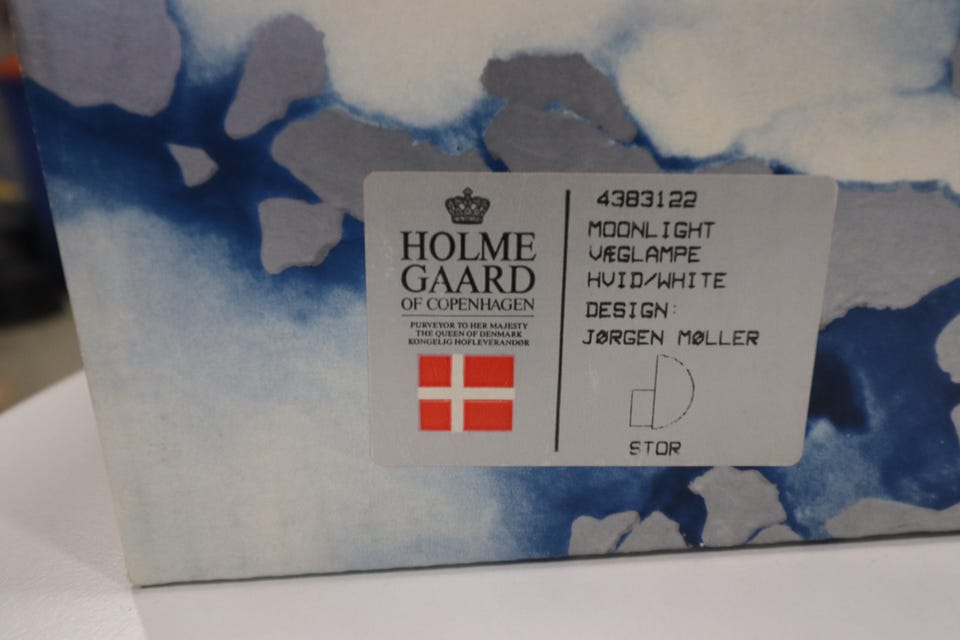 HOLME
GAARD
OF COPENHAGEN
PURVEYOR TO HER MAJESTY
THE QUEEN OF DENMARK
KONGELIG HOFLEVERANDØR
4383122
MOONLIGHT
VÆGLAMPE
HVID/WHITE
DESIGN:
JØRGEN MØLLER
STOR